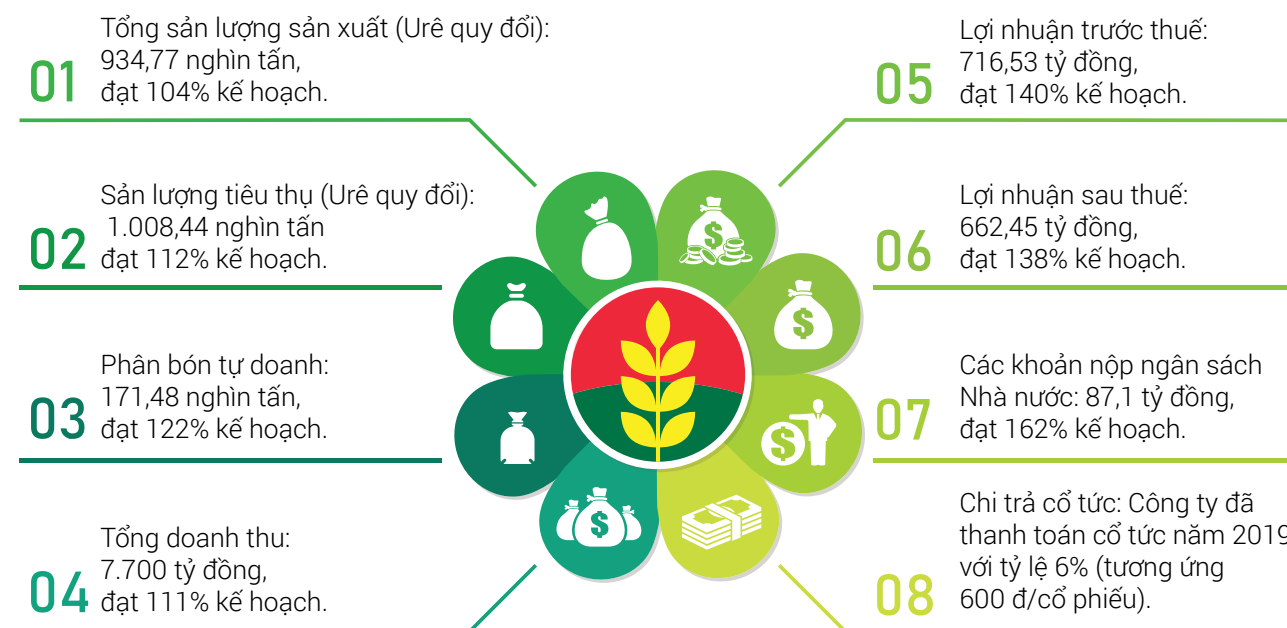 01
Tổng sản lượng sản xuất (Urê quy đổi):
934,77 nghìn tấn,
đạt 104% kế hoạch.
02
Sản lượng tiêu thụ (Urê quy đổi):
1.008,44 nghìn tấn
đạt 112% kế hoạch.
03
Phân bón tự doanh:
171,48 nghìn tấn,
đạt 122% kế hoạch.
04
Tổng doanh thu:
7.700 tỷ đồng,
đạt 111% kế hoạch.
05
Lợi nhuận trước thuế:
716,53 tỷ đồng,
đạt 140% kế hoạch.
06
Lợi nhuận sau thuế:
662,45 tỷ đồng,
đạt 138% kế hoạch.
07
Các khoản nộp ngân sách
Nhà nước: 87,1 tỷ đồng,
đạt 162% kế hoạch.
08
Chi trả cổ tức: Công ty đã
thanh toán cổ tức năm 2019
với tỷ lệ 6% (tương ứng
600 đ/cổ phiếu).
$
$
$
$